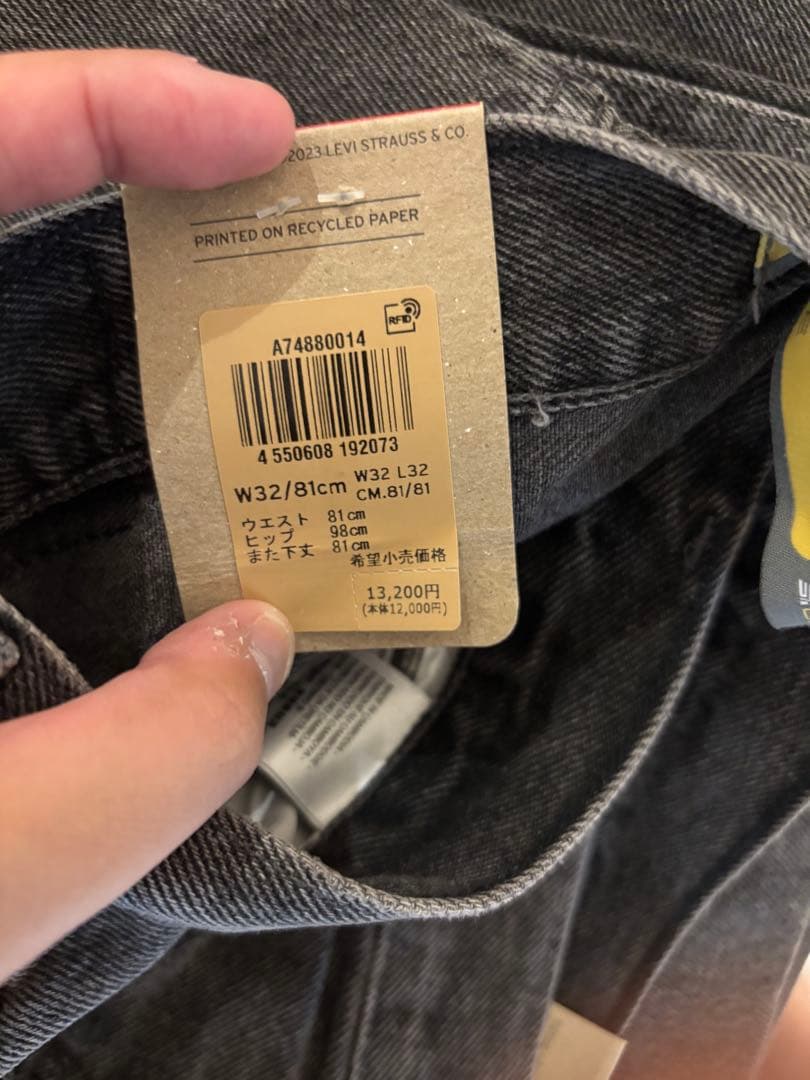 2023 LEVI STRAUSS & CO.
PRINTED ON RECYCLED PAPER
RFID
A74880014
4 550608 192073
W32/81cm
W32 L32
CM.81/81
ウエスト 81cm
ヒップ 98cm
また下丈 81cm
希望小売価格
13,200円
(本体12,000円)